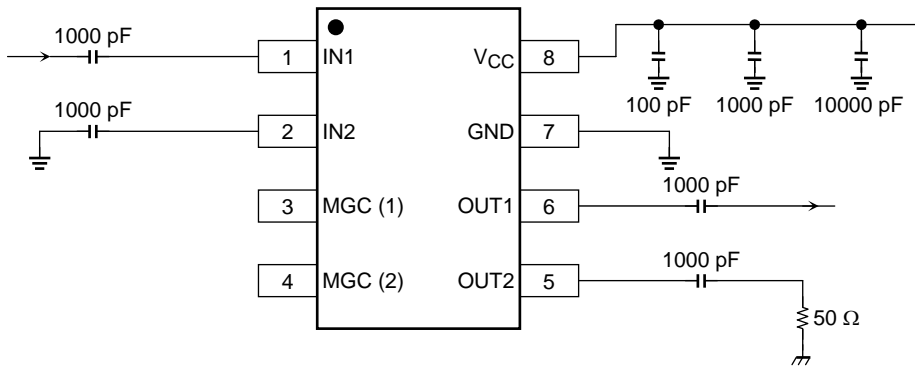 1000 pF
1 IN1
VCC 8
100 pF 1000 pF 10000 pF
1000 pF
2 IN2
GND 7
3 MGC (1)
OUT1 6
1000 pF
4 MGC (2)
OUT2 5
1000 pF
50 Ω